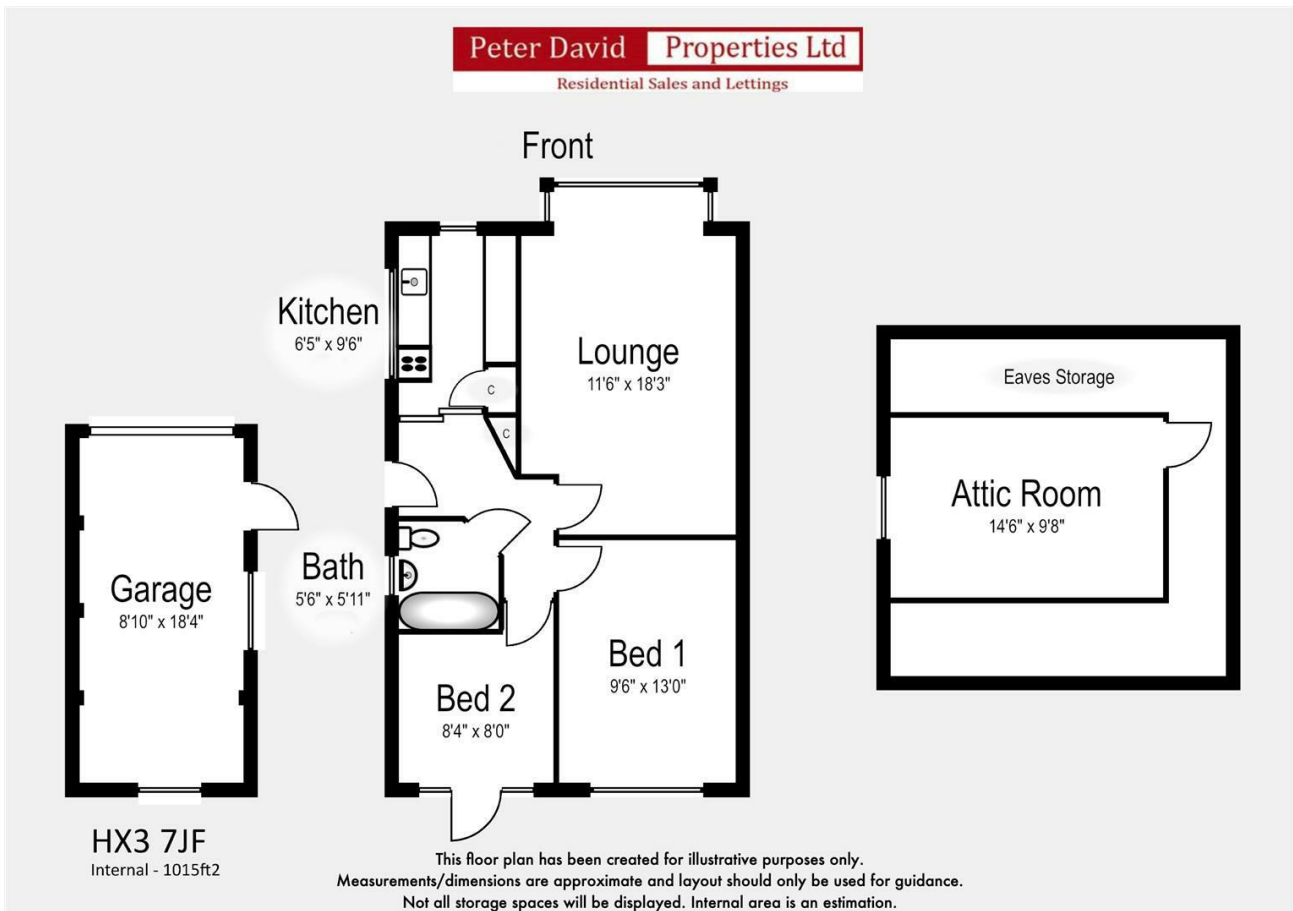 Peter David Properties Ltd
Residential Sales and Lettings
Front
Kitchen
6'5" x 9'6"
Lounge
11'6" x 18'3"
C
C
Eaves Storage
Attic Room
14'6" x 9'8"
Garage
8'10" x 18'4"
Bath
5'6" x 5'11"
Bed 1
9'6" x 13'0"
Bed 2
8'4" x 8'0"
HX3 7JF
Internal - 1015ft2
This floor plan has been created for illustrative purposes only.
Measurements/dimensions are approximate and layout should only be used for guidance.
Not all storage spaces will be displayed. Internal area is an estimation.